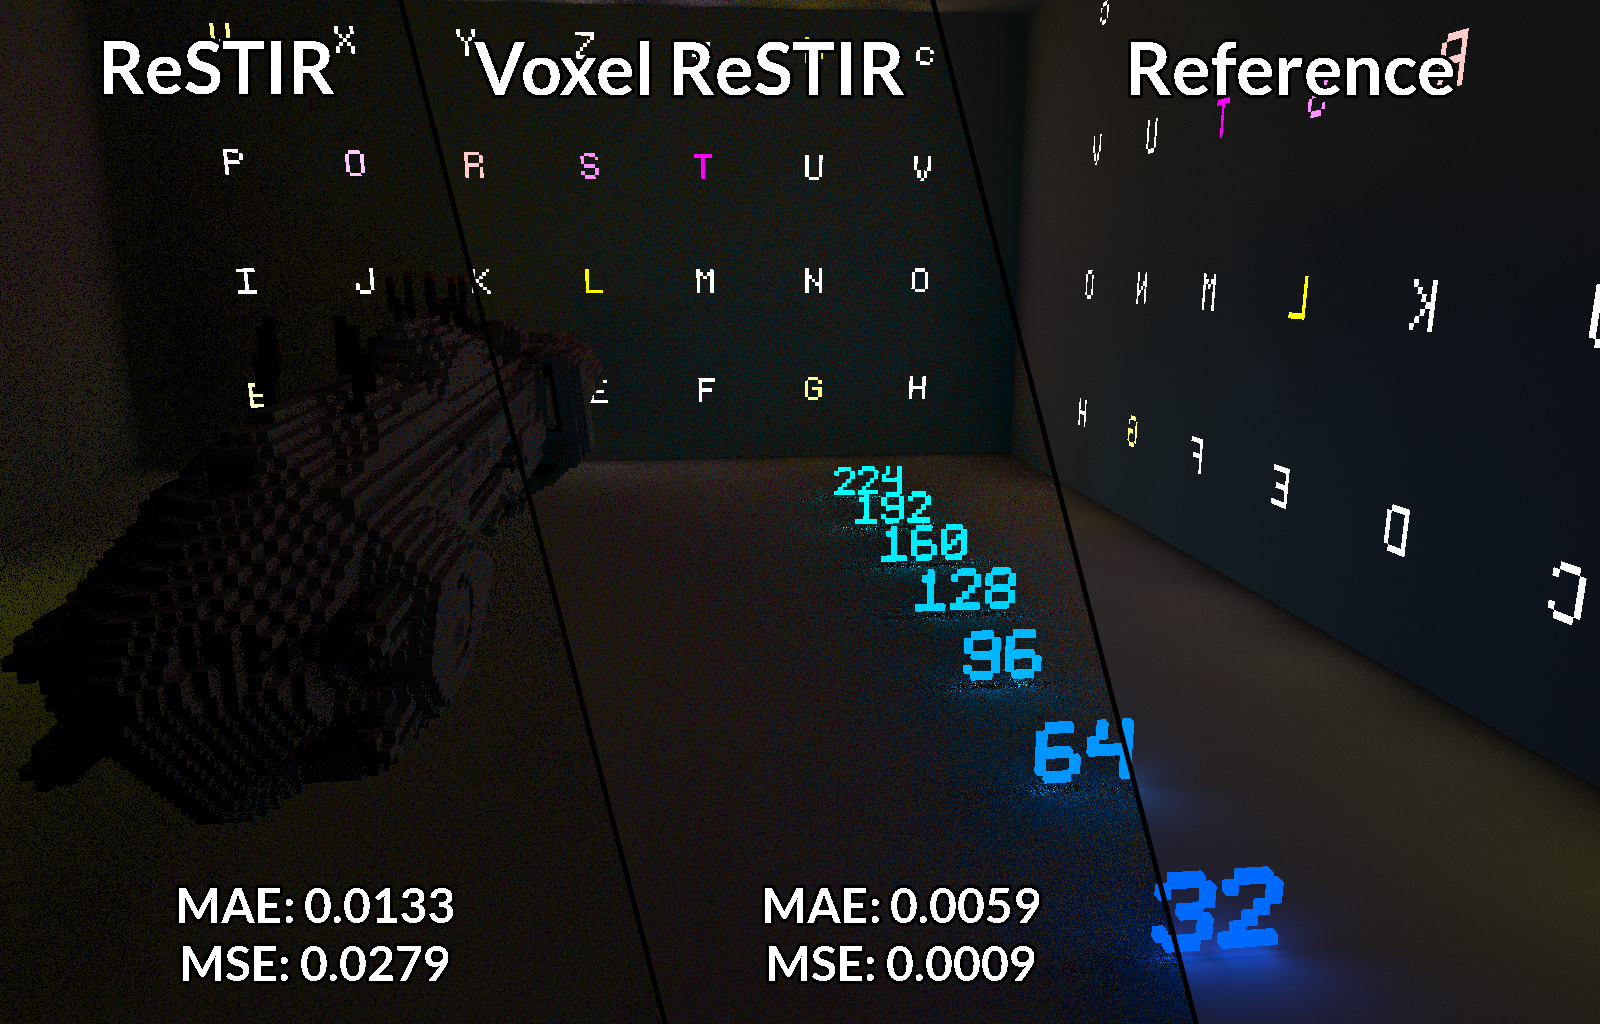 ReSTIR Voxel ReSTIR Reference
X Y Z c
P Q R S T U V
V U T Q R
I J K L M N O
O N M L K
E E F G H
H G F E D C
224
192
160
128
96
64
32
MAE: 0.0133 MAE: 0.0059
MSE: 0.0279 MSE: 0.0009